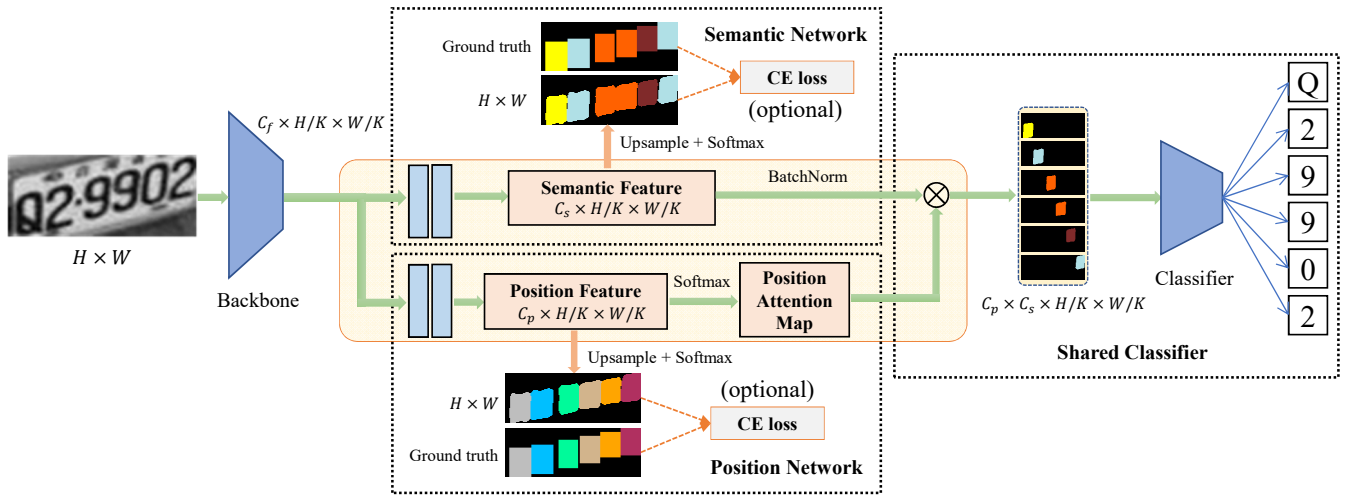 Q2·9902
H × W
Backbone
C_f × H/K × W/K
Ground truth
H × W
Semantic Network
CE loss
(optional)
Upsample + Softmax
Semantic Feature
C_s × H/K × W/K
BatchNorm
Position Feature
C_p × H/K × W/K
Softmax
Position
Attention
Map
Upsample + Softmax
H × W
Ground truth
(optional)
CE loss
Position Network
C_p × C_s × H/K × W/K
Classifier
Shared Classifier
Q
2
9
9
0
2